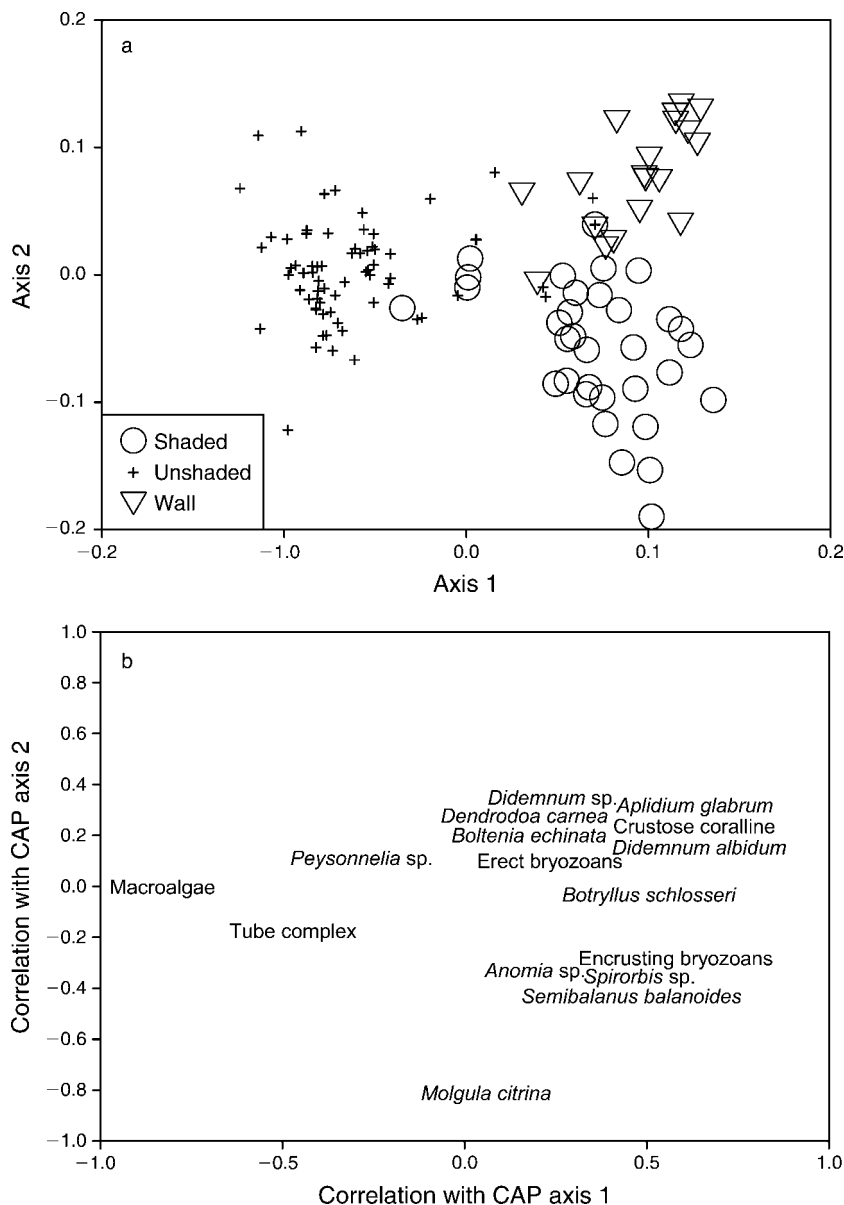 a
0.2
0.1
0.0
−0.1
−0.2
Axis 2
Shaded
Unshaded
Wall
−0.2
−1.0
0.0
0.1
0.2
Axis 1
b
1.0
0.8
0.6
0.4
0.2
0.0
−0.2
−0.4
−0.6
−0.8
−1.0
Correlation with CAP axis 2
Didemnum sp.
Aplidium glabrum
Dendrodoa carnea
Crustose coralline
Boltenia echinata
Didemnum albidum
Peysonnelia sp.
Erect bryozoans
Macroalgae
Botryllus schlosseri
Tube complex
Encrusting bryozoans
Anomia sp.
Spirorbis sp.
Semibalanus balanoides
Molgula citrina
−1.0
−0.5
0.0
0.5
1.0
Correlation with CAP axis 1